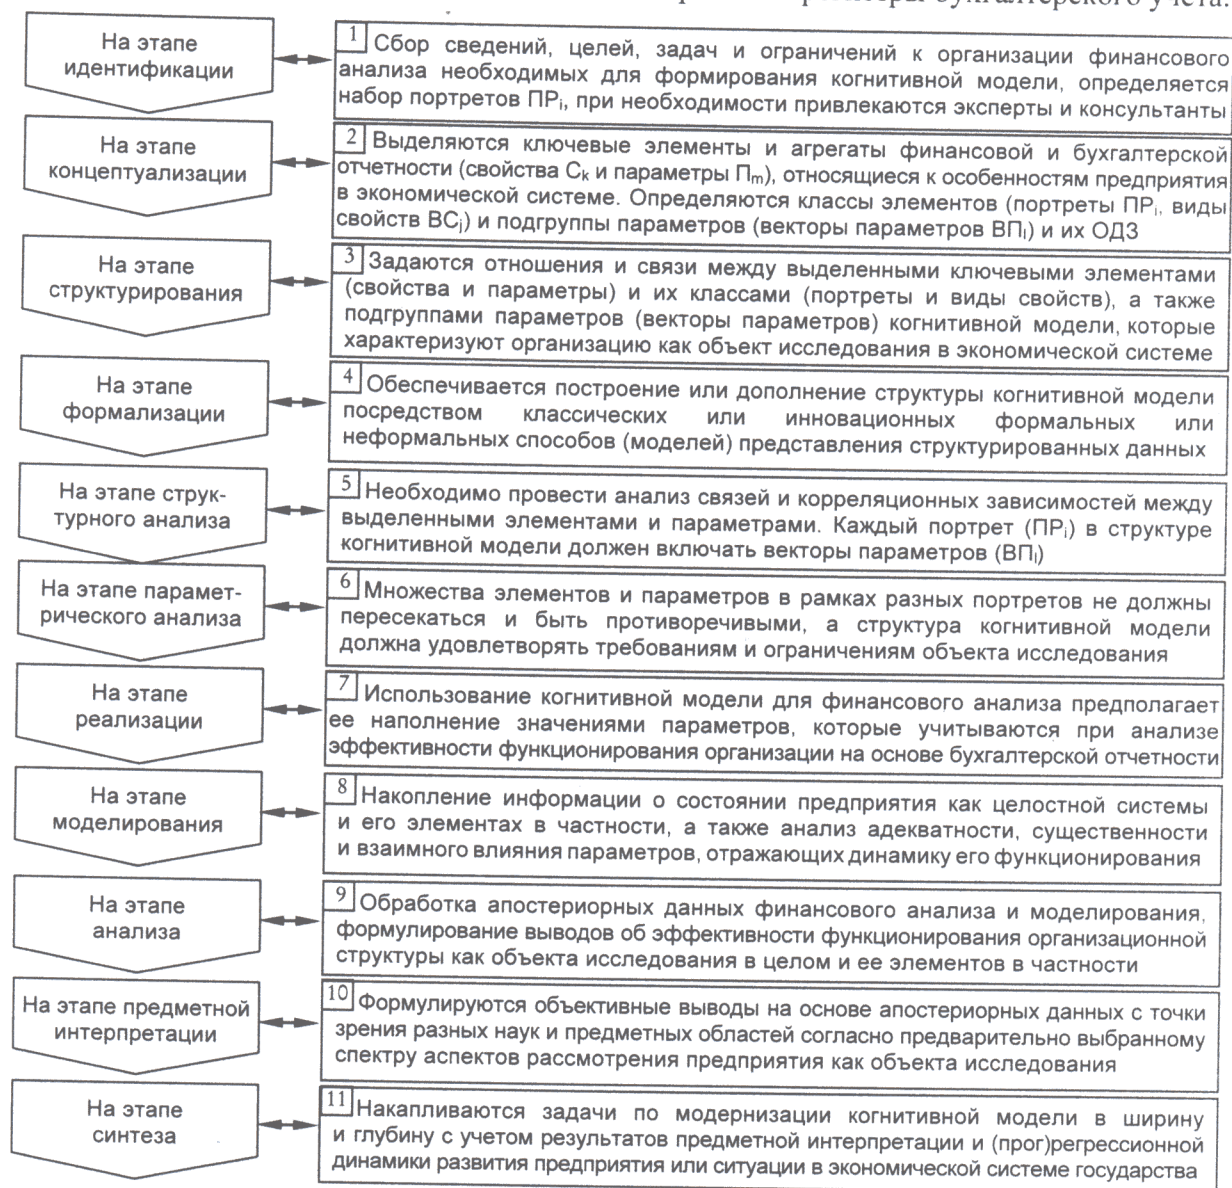 бухгалтерского учета.
На этапе
идентификации
1 Сбор сведений, целей, задач и ограничений к организации финансового
анализа необходимых для формирования когнитивной модели, определяется
набор портретов ПРi, при необходимости привлекаются эксперты и консультанты
На этапе
концептуализации
2 Выделяются ключевые элементы и агрегаты финансовой и бухгалтерской
отчетности (свойства Сk и параметры Пm), относящиеся к особенностям предприятия
в экономической системе. Определяются классы элементов (портреты ПРi, виды
свойств ВСj) и подгруппы параметров (векторы параметров ВПl) и их ОДЗ
На этапе
структурирования
3 Задаются отношения и связи между выделенными ключевыми элементами
(свойства и параметры) и их классами (портреты и виды свойств), а также
подгруппами параметров (векторы параметров) когнитивной модели, которые
характеризуют организацию как объект исследования в экономической системе
На этапе
формализации
4 Обеспечивается построение или дополнение структуры когнитивной модели
посредством классических или инновационных формальных или
неформальных способов (моделей) представления структурированных данных
На этапе струк-
турного анализа
5 Необходимо провести анализ связей и корреляционных зависимостей между
выделенными элементами и параметрами. Каждый портрет (ПРi) в структуре
когнитивной модели должен включать векторы параметров (ВПl)
На этапе парамет-
рического анализа
6 Множества элементов и параметров в рамках разных портретов не должны
пересекаться и быть противоречивыми, а структура когнитивной модели
должна удовлетворять требованиям и ограничениям объекта исследования
На этапе
реализации
7 Использование когнитивной модели для финансового анализа предполагает
ее наполнение значениями параметров, которые учитываются при анализе
эффективности функционирования организации на основе бухгалтерской отчетности
На этапе
моделирования
8 Накопление информации о состоянии предприятия как целостной системы
и его элементах в частности, а также анализ адекватности, существенности
и взаимного влияния параметров, отражающих динамику его функционирования
На этапе
анализа
9 Обработка апостериорных данных финансового анализа и моделирования,
формулирование выводов об эффективности функционирования организационной
структуры как объекта исследования в целом и ее элементов в частности
На этапе предметной
интерпретации
10 Формулируются объективные выводы на основе апостериорных данных с точки
зрения разных наук и предметных областей согласно предварительно выбранному
спектру аспектов рассмотрения предприятия как объекта исследования
На этапе
синтеза
11 Накапливаются задачи по модернизации когнитивной модели в ширину
и глубину с учетом результатов предметной интерпретации и (прог)регрессионной
динамики развития предприятия или ситуации в экономической системе государства